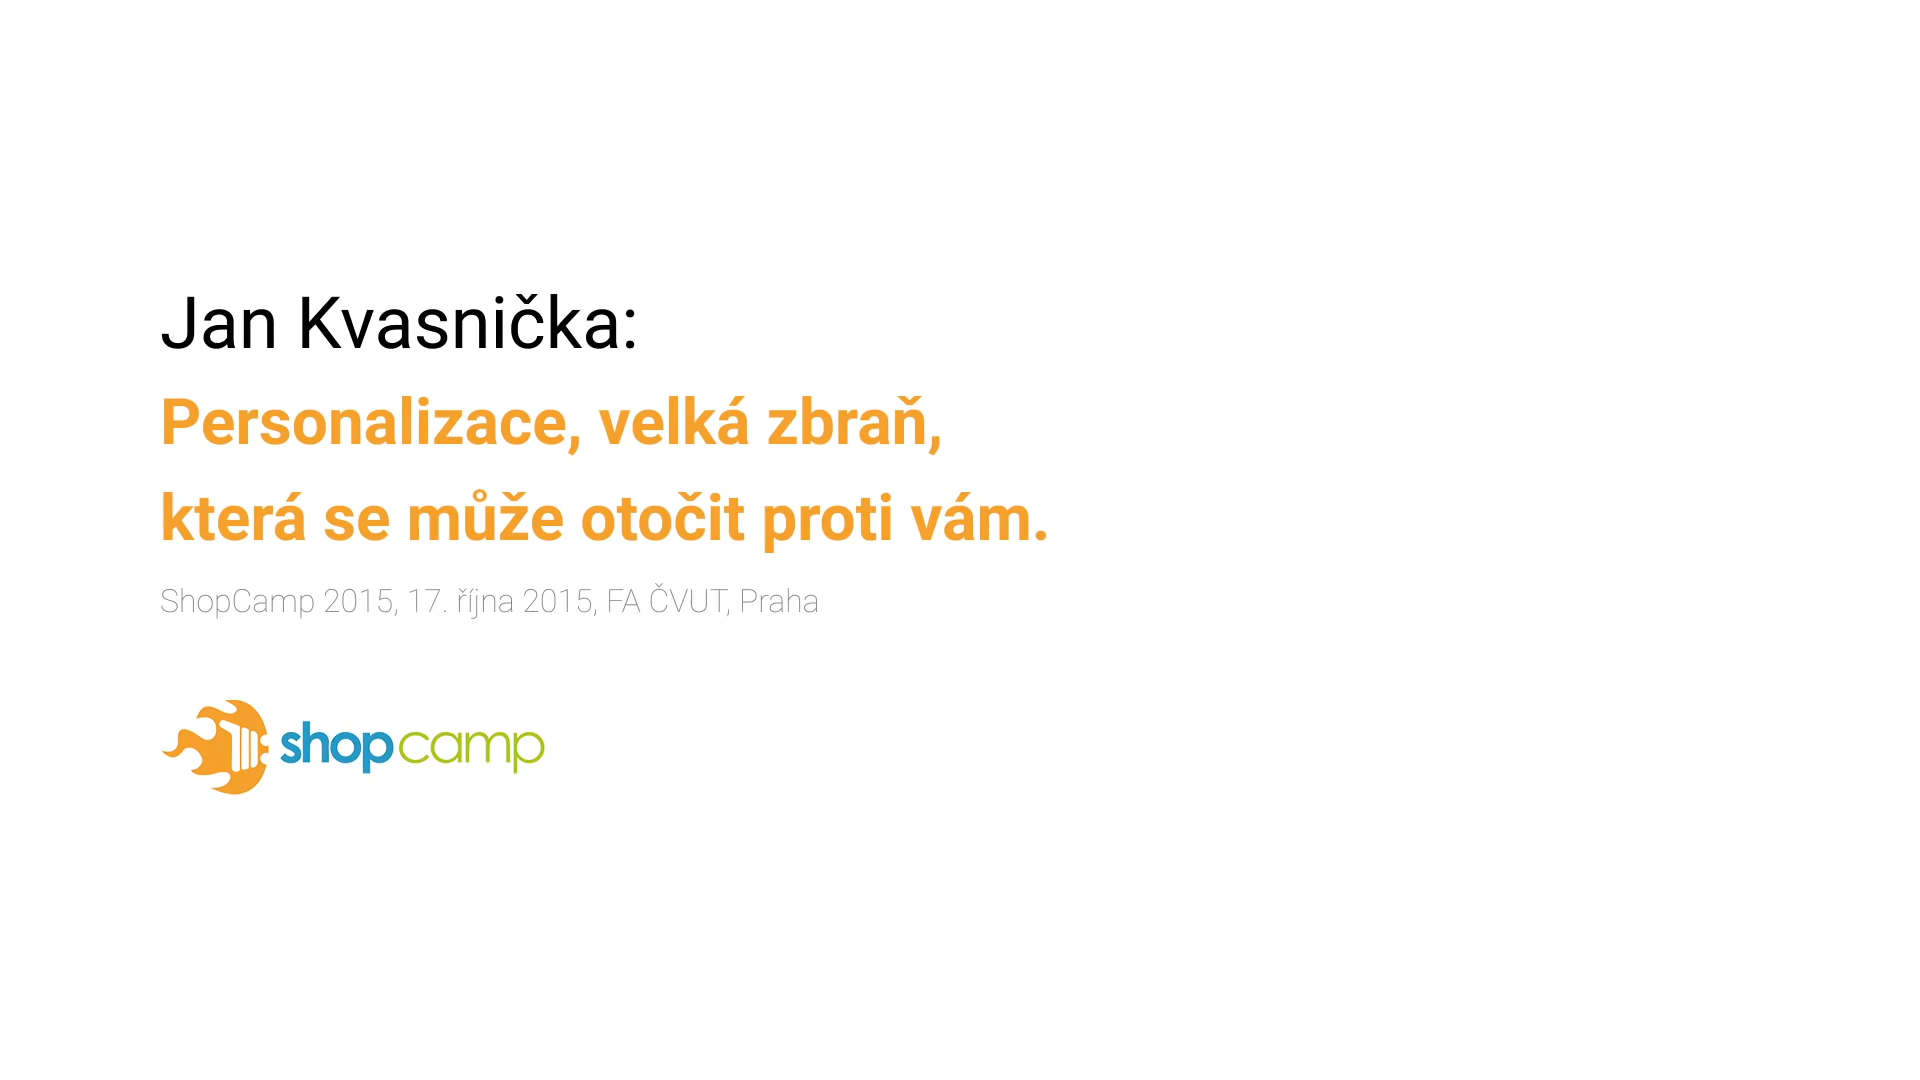 Jan Kvasnička:
Personalizace, velká zbraň,
která se může otočit proti vám.
ShopCamp 2015, 17. října 2015, FA ČVUT, Praha
shopcamp